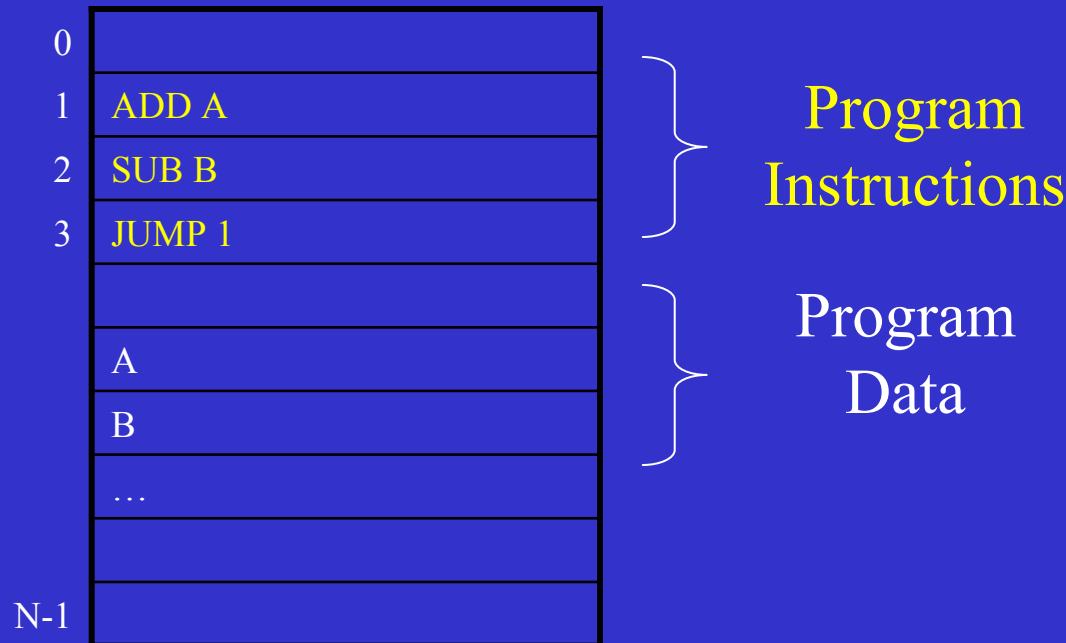 0
1 ADD A
2 SUB B
3 JUMP 1
A
B
…
N-1
Program
Instructions
Program
Data